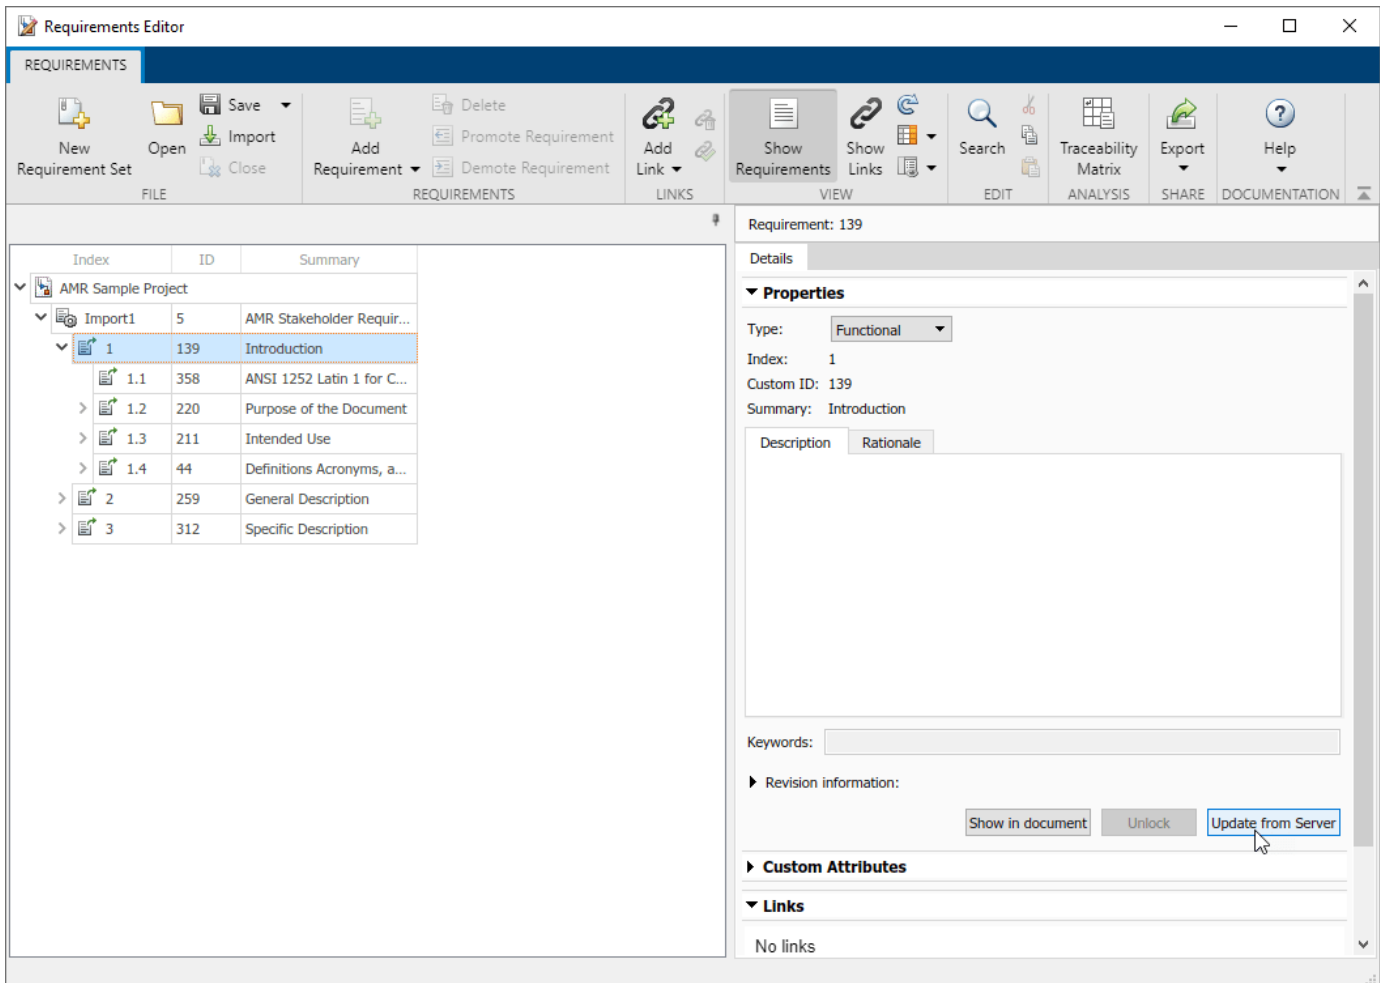 Requirements Editor
REQUIREMENTS
New
Requirement Set
Open
Save
Import
Close
FILE
Add
Requirement
Delete
Promote Requirement
Demote Requirement
REQUIREMENTS
Add
Link
LINKS
Show
Requirements
Show
Links
VIEW
Search
EDIT
Traceability
Matrix
ANALYSIS
Export
SHARE
Help
DOCUMENTATION
Index ID Summary
AMR Sample Project
Import1 5 AMR Stakeholder Requir...
1 139 Introduction
1.1 358 ANSI 1252 Latin 1 for C...
1.2 220 Purpose of the Document
1.3 211 Intended Use
1.4 44 Definitions Acronyms, a...
2 259 General Description
3 312 Specific Description
Requirement: 139
Details
Properties
Type: Functional
Index: 1
Custom ID: 139
Summary: Introduction
Description Rationale
Keywords:
Revision information:
Show in document Unlock Update from Server
Custom Attributes
Links
No links